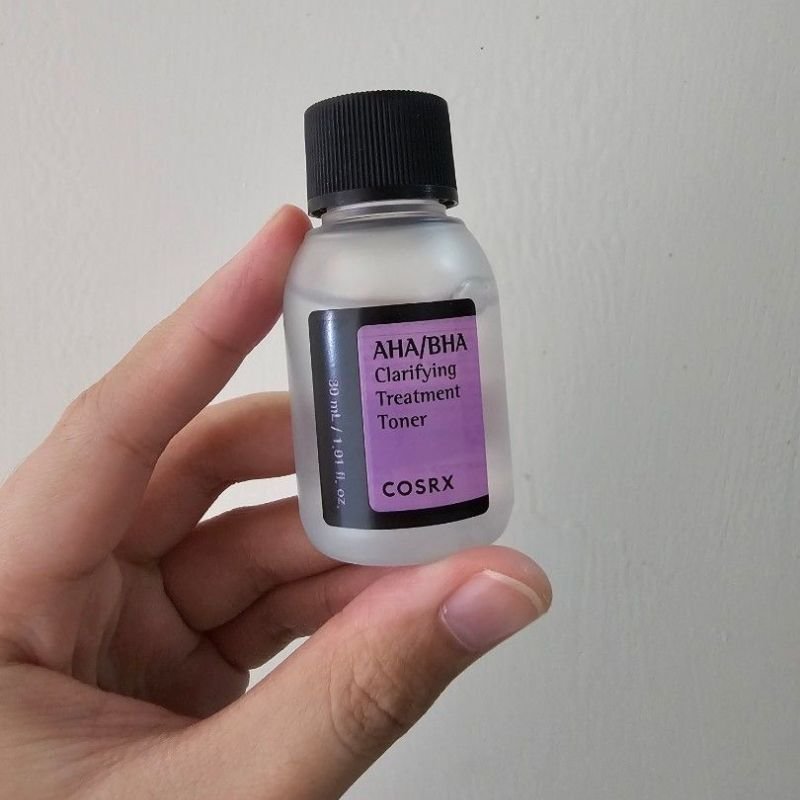 AHA/BHA
Clarifying
Treatment
Toner
COSRX
30 mL / 1.01 fl. oz.